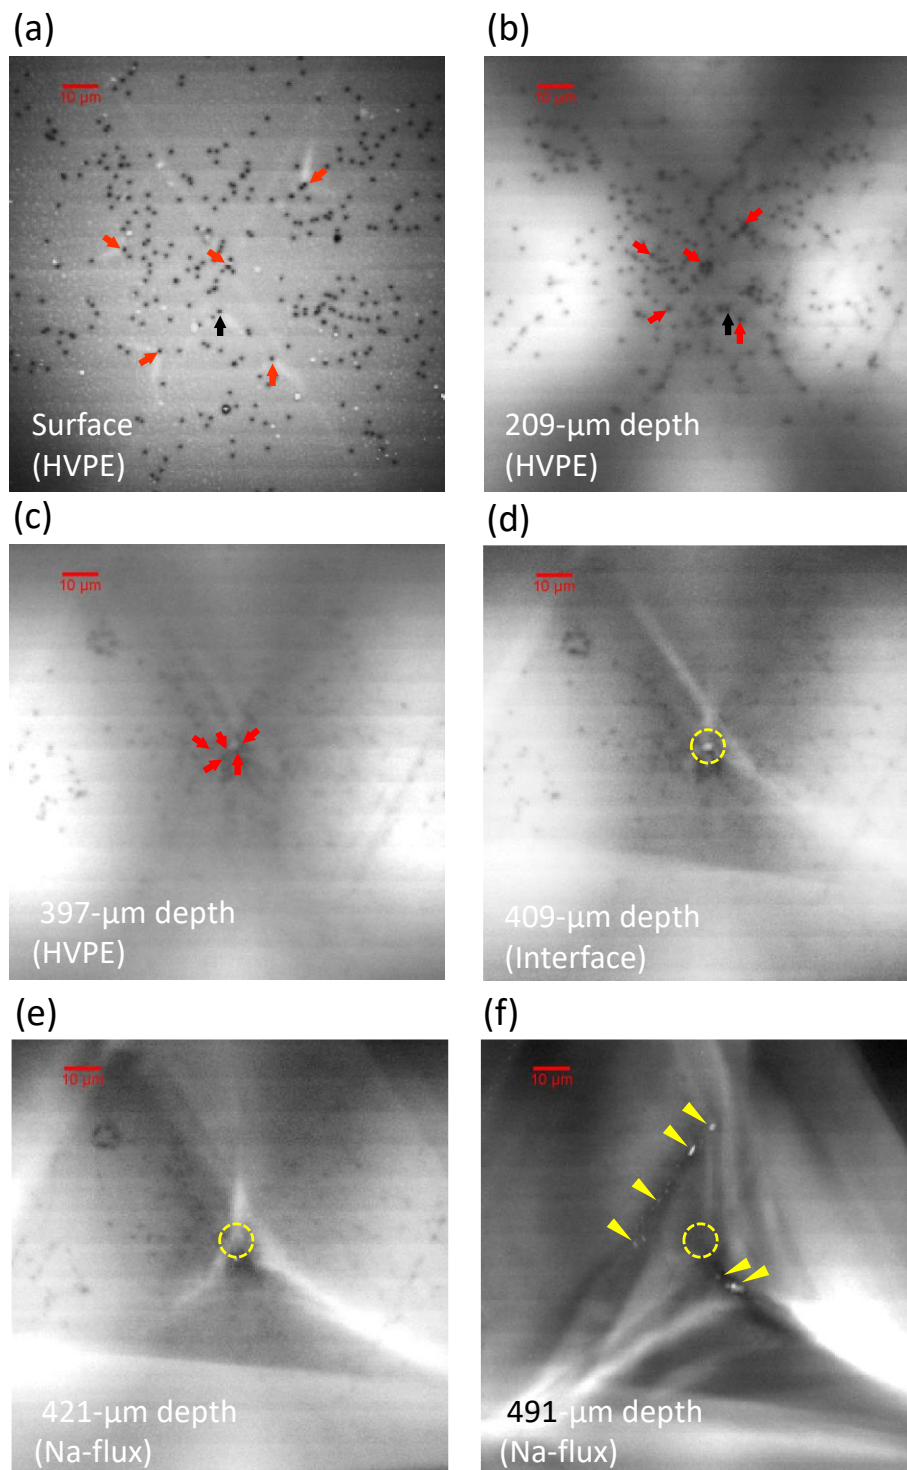 (a)
10 µm
Surface
(HVPE)
(b)
10 µm
209-µm depth
(HVPE)
(c)
10 µm
397-µm depth
(HVPE)
(d)
10 µm
409-µm depth
(Interface)
(e)
10 µm
421-µm depth
(Na-flux)
(f)
10 µm
491-µm depth
(Na-flux)